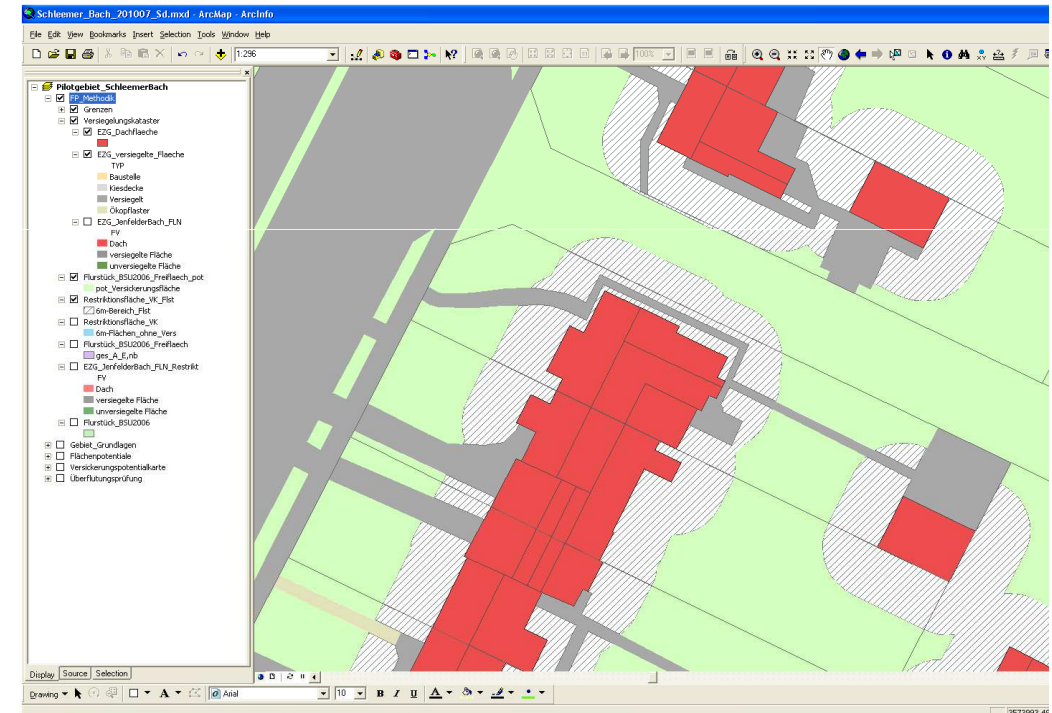 Schleemer_Bach_201007_Sd.mxd - ArcMap - ArcInfo
File Edit View Bookmarks Insert Selection Tools Window Help
1:296
100%
Pilotgebiet_SchleemerBach
FP_Methodik
Grenzen
Versiegelungskataster
EZG_Dachflaeche
EZG_versiegelte_Flaeche
TYP
Baustelle
Kiesdecke
Versiegelt
Ökopflaster
EZG_JenfelderBach_FLN
FV
Dach
versiegelte Fläche
unversiegelte Fläche
Flurstück_BSU2006_Freiflaech_pot
pot_Versickerungsfläche
Restriktionsfläche_VK_Flst
6m-Bereich_Flst
Restriktionsfläche_VK
6m-Flächen_ohne_Vers
Flurstück_BSU2006_Freiflaech
ges_A_E,nb
EZG_JenfelderBach_FLN_Restrikt
FV
Dach
versiegelte Fläche
unversiegelte Fläche
Flurstück_BSU2006
Gebiet_Grundlagen
Flächenpotentiale
Versickerungspotentialkarte
Überflutungsprüfung
Display Source Selection
Drawing A Arial 10 B I U A